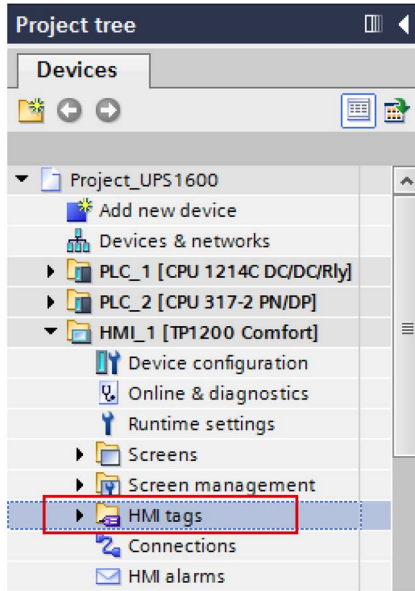 Project tree
Devices
Project_UPS1600
Add new device
Devices & networks
PLC_1 [CPU 1214C DC/DC/Rly]
PLC_2 [CPU 317-2 PN/DP]
HMI_1 [TP1200 Comfort]
Device configuration
Online & diagnostics
Runtime settings
Screens
Screen management
HMI tags
Connections
HMI alarms